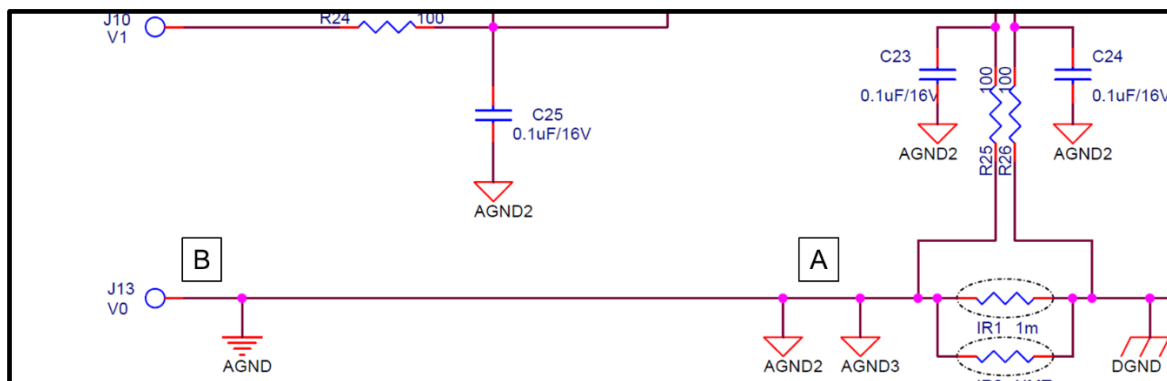 J10
V1
R24
100
C25
0.1uF/16V
AGND2
C23
0.1uF/16V
AGND2
100
100
R25
R26
C24
0.1uF/16V
AGND2
B
A
J13
V0
AGND
AGND2
AGND3
IR1 1m
DGND